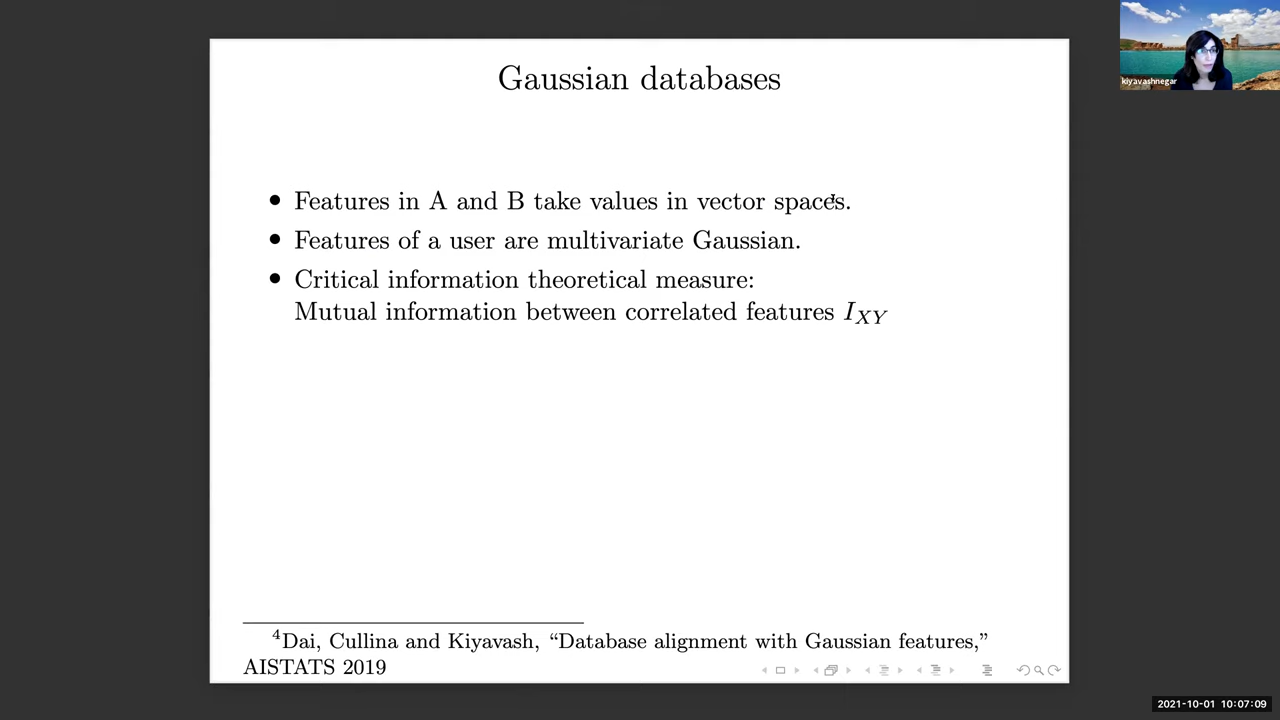 Gaussian databases
kiyavashnegar
• Features in A and B take values in vector spaces.
• Features of a user are multivariate Gaussian.
• Critical information theoretical measure:
Mutual information between correlated features I_{XY}
⁴Dai, Cullina and Kiyavash, “Database alignment with Gaussian features,”
AISTATS 2019
2021-10-01 10:07:09